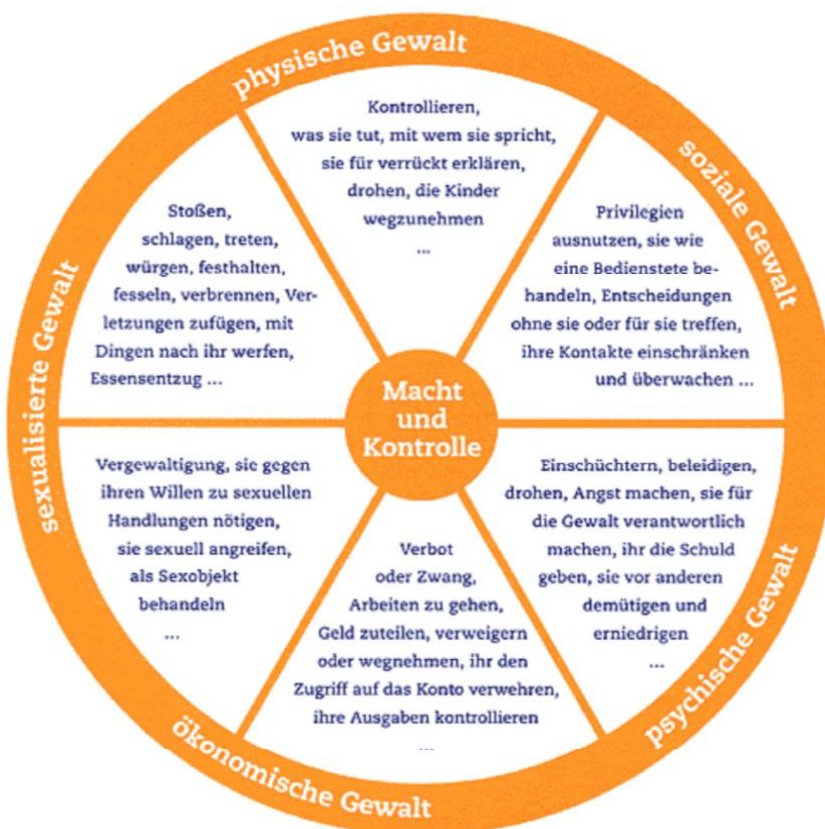 physische Gewalt
Kontrollieren,
was sie tut, mit wem sie spricht,
sie für verrückt erklären,
drohen, die Kinder
wegzunehmen
...
soziale Gewalt
Privilegien
ausnutzen, sie wie
eine Bedienstete be-
handeln, Entscheidungen
ohne sie oder für sie treffen,
ihre Kontakte einschränken
und überwachen ...
Stoßen,
schlagen, treten,
würgen, festhalten,
fesseln, verbrennen, Ver-
letzungen zufügen, mit
Dingen nach ihr werfen,
Essensentzug ...
sexualisierte Gewalt
Macht
und
Kontrolle
Vergewaltigung, sie gegen
ihren Willen zu sexuellen
Handlungen nötigen,
sie sexuell angreifen,
als Sexobjekt
behandeln
...
Einschüchtern, beleidigen,
drohen, Angst machen, sie für
die Gewalt verantwortlich
machen, ihr die Schuld
geben, sie vor anderen
demütigen und
erniedrigen
...
psychische Gewalt
Verbot
oder Zwang,
Arbeiten zu gehen,
Geld zuteilen, verweigern
oder wegnehmen, ihr den
Zugriff auf das Konto verwehren,
ihre Ausgaben kontrollieren
...
ökonomische Gewalt